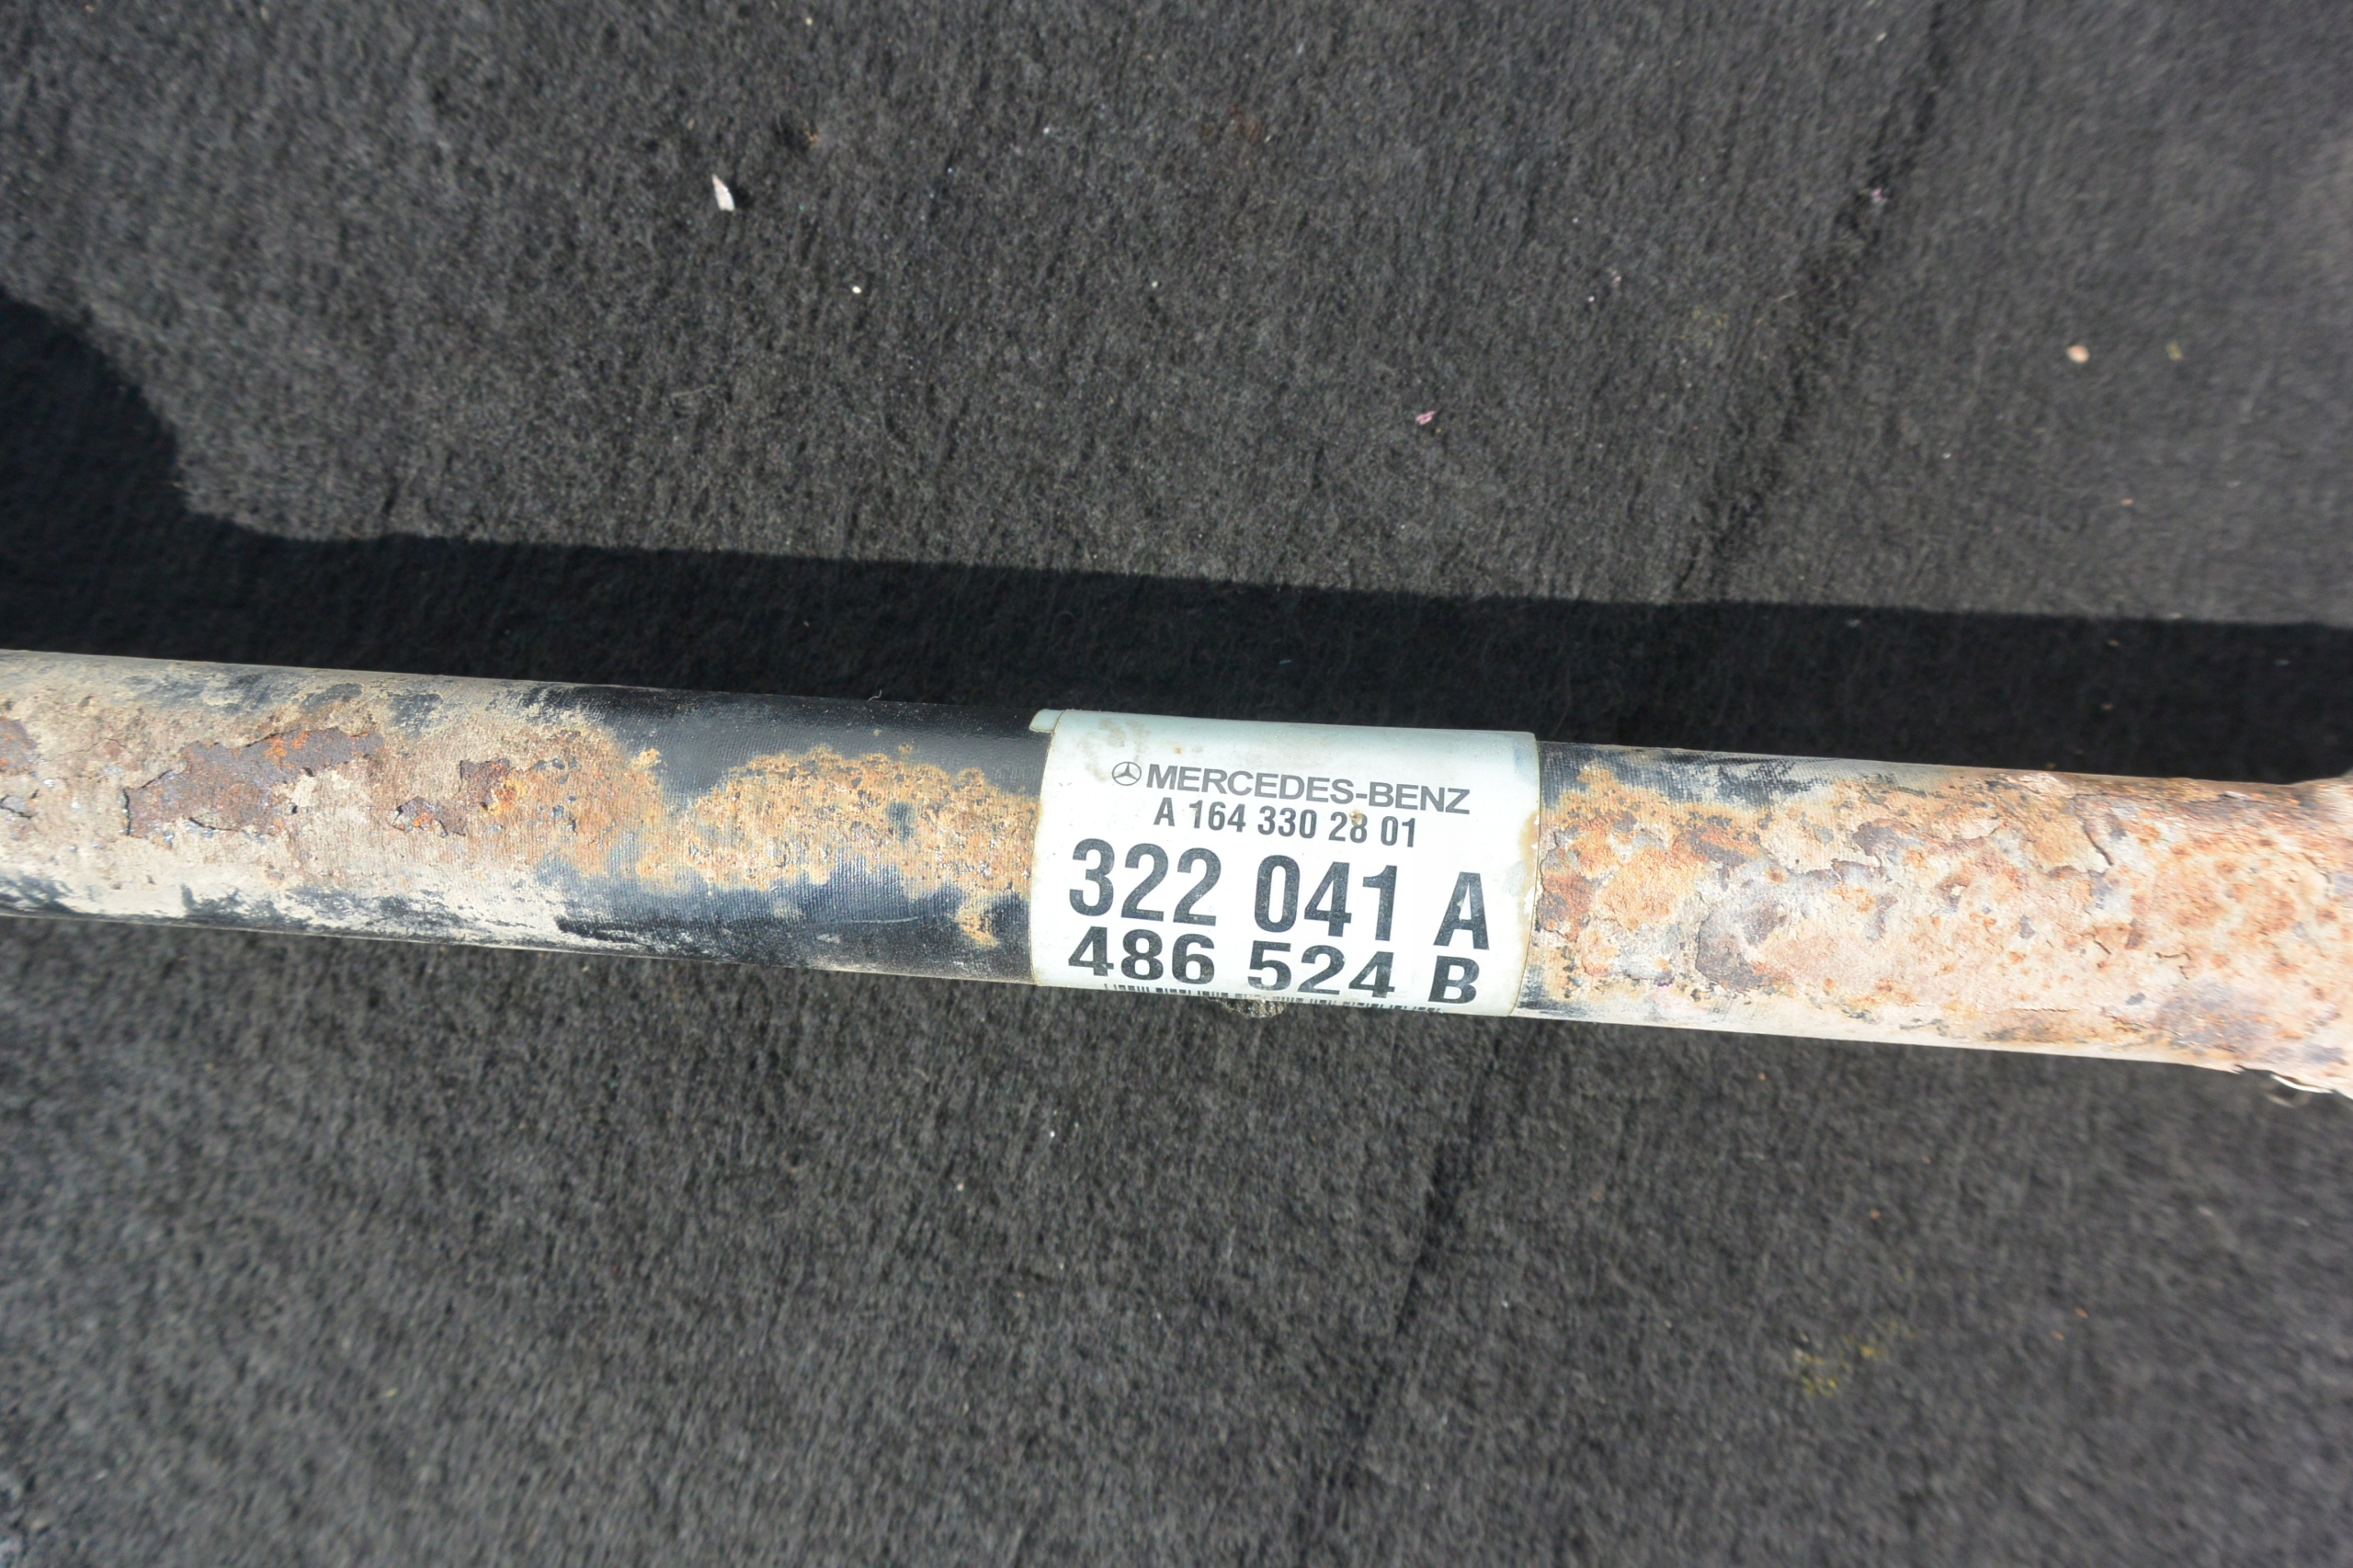 MERCEDES-BENZ
A 164 330 28 01
322 041 A
486 524 B